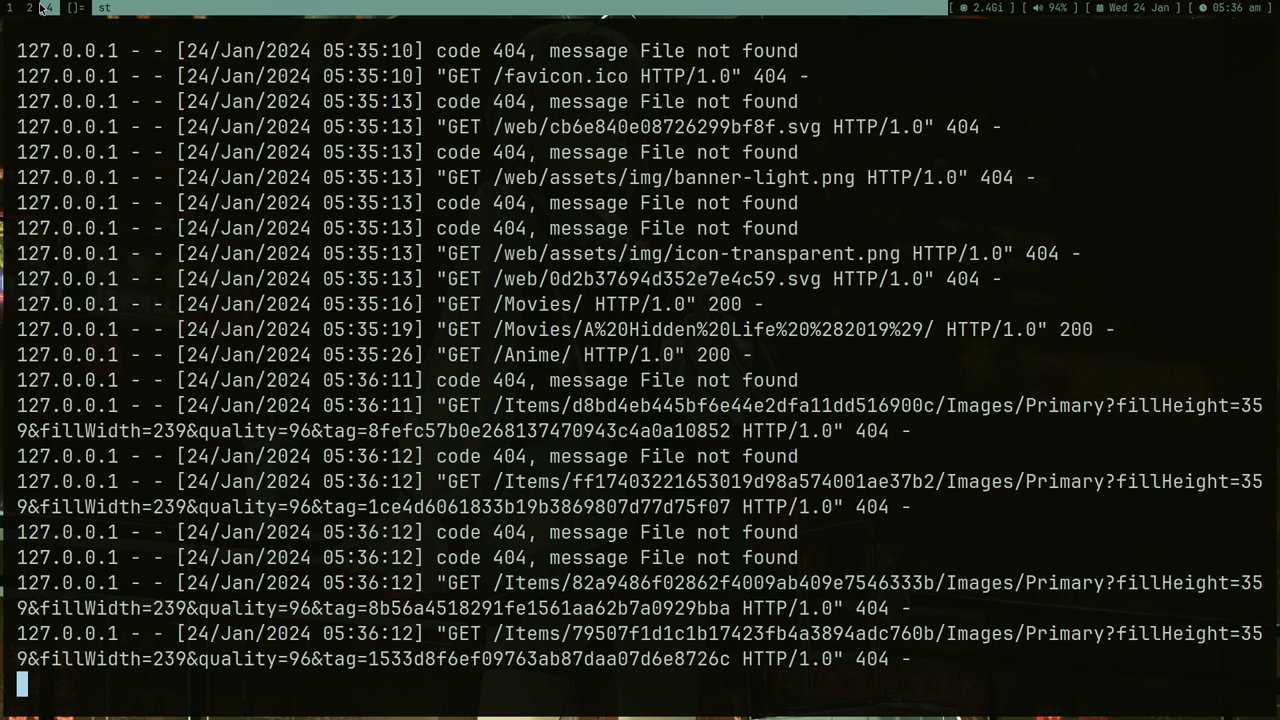 1 2 4 []= st [ 2.4Gi ] [ 94% ] [ Wed 24 Jan ] [ 05:36 am ]
127.0.0.1 - - [24/Jan/2024 05:35:10] code 404, message File not found
127.0.0.1 - - [24/Jan/2024 05:35:10] "GET /favicon.ico HTTP/1.0" 404 -
127.0.0.1 - - [24/Jan/2024 05:35:13] code 404, message File not found
127.0.0.1 - - [24/Jan/2024 05:35:13] "GET /web/cb6e840e08726299bf8f.svg HTTP/1.0" 404 -
127.0.0.1 - - [24/Jan/2024 05:35:13] code 404, message File not found
127.0.0.1 - - [24/Jan/2024 05:35:13] "GET /web/assets/img/banner-light.png HTTP/1.0" 404 -
127.0.0.1 - - [24/Jan/2024 05:35:13] code 404, message File not found
127.0.0.1 - - [24/Jan/2024 05:35:13] code 404, message File not found
127.0.0.1 - - [24/Jan/2024 05:35:13] "GET /web/assets/img/icon-transparent.png HTTP/1.0" 404 -
127.0.0.1 - - [24/Jan/2024 05:35:13] "GET /web/0d2b37694d352e7e4c59.svg HTTP/1.0" 404 -
127.0.0.1 - - [24/Jan/2024 05:35:16] "GET /Movies/ HTTP/1.0" 200 -
127.0.0.1 - - [24/Jan/2024 05:35:19] "GET /Movies/A%20Hidden%20Life%20%282019%29/ HTTP/1.0" 200 -
127.0.0.1 - - [24/Jan/2024 05:35:26] "GET /Anime/ HTTP/1.0" 200 -
127.0.0.1 - - [24/Jan/2024 05:36:11] code 404, message File not found
127.0.0.1 - - [24/Jan/2024 05:36:11] "GET /Items/d8bd4eb445bf6e44e2dfa11dd516900c/Images/Primary?fillHeight=35
9&fillWidth=239&quality=96&tag=8fefc57b0e268137470943c4a0a10852 HTTP/1.0" 404 -
127.0.0.1 - - [24/Jan/2024 05:36:12] code 404, message File not found
127.0.0.1 - - [24/Jan/2024 05:36:12] "GET /Items/ff17403221653019d98a574001ae37b2/Images/Primary?fillHeight=35
9&fillWidth=239&quality=96&tag=1ce4d6061833b19b3869807d77d75f07 HTTP/1.0" 404 -
127.0.0.1 - - [24/Jan/2024 05:36:12] code 404, message File not found
127.0.0.1 - - [24/Jan/2024 05:36:12] code 404, message File not found
127.0.0.1 - - [24/Jan/2024 05:36:12] "GET /Items/82a9486f02862f4009ab409e7546333b/Images/Primary?fillHeight=35
9&fillWidth=239&quality=96&tag=8b56a4518291fe1561aa62b7a0929bba HTTP/1.0" 404 -
127.0.0.1 - - [24/Jan/2024 05:36:12] "GET /Items/79507f1d1c1b17423fb4a3894adc760b/Images/Primary?fillHeight=35
9&fillWidth=239&quality=96&tag=1533d8f6ef09763ab87daa07d6e8726c HTTP/1.0" 404 -